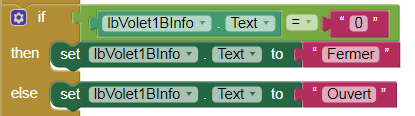 if lbVolet1BInfo . Text = " 0 "
then set lbVolet1BInfo . Text to " Fermer "
else set lbVolet1BInfo . Text to " Ouvert "